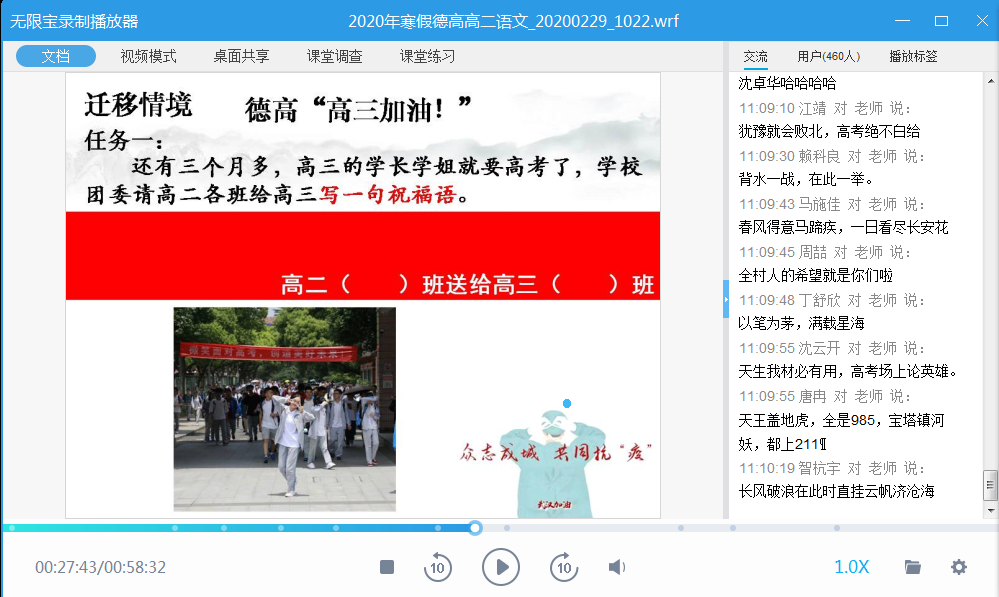 无限宝录制播放器
2020年寒假德高高二语文_20200229_1022.wrf
文档 视频模式 桌面共享 课堂调查 课堂练习
交流 用户(460人) 播放标签
迁移情境 德高“高三加油！”
任务一：
还有三个月多，高三的学长学姐就要高考了，学校
团委请高二各班给高三写一句祝福语。
高二（ ）班送给高三（ ）班
微笑面对高考，创造美好未来！
众志成城 共同抗“疫”
武汉加油
沈卓华哈哈哈哈
11:09:10 江靖 对 老师 说：
犹豫就会败北，高考绝不白给
11:09:30 赖科良 对 老师 说：
背水一战，在此一举。
11:09:43 马施佳 对 老师 说：
春风得意马蹄疾，一日看尽长安花
11:09:45 周喆 对 老师 说：
全村人的希望就是你们啦
11:09:48 丁舒欣 对 老师 说：
以笔为茅，满载星海
11:09:55 沈云开 对 老师 说：
天生我材必有用，高考场上论英雄。
11:09:55 唐冉 对 老师 说：
天王盖地虎，全是985，宝塔镇河
妖，都上211¶
11:10:19 智杭宇 对 老师 说：
长风破浪在此时直挂云帆济沧海
00:27:43/00:58:32
10
10
1.0X